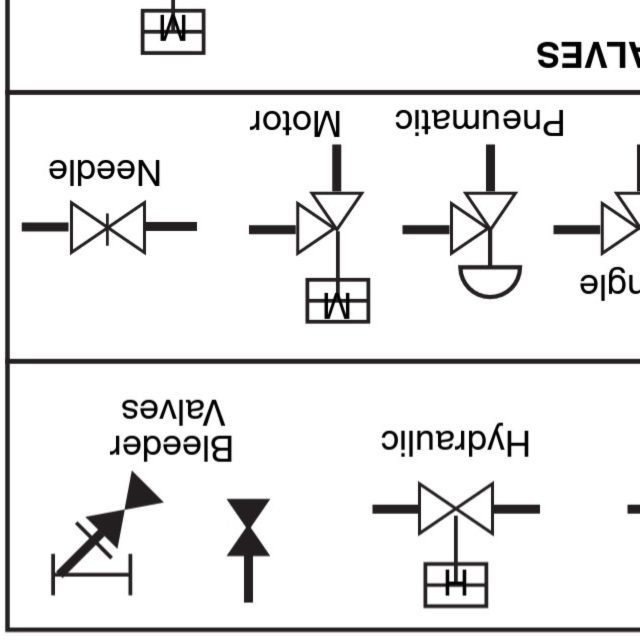 H
Hydraulic
Bleeder
Valves
M
ngle
Pneumatic
Motor
Needle
ALVES
M